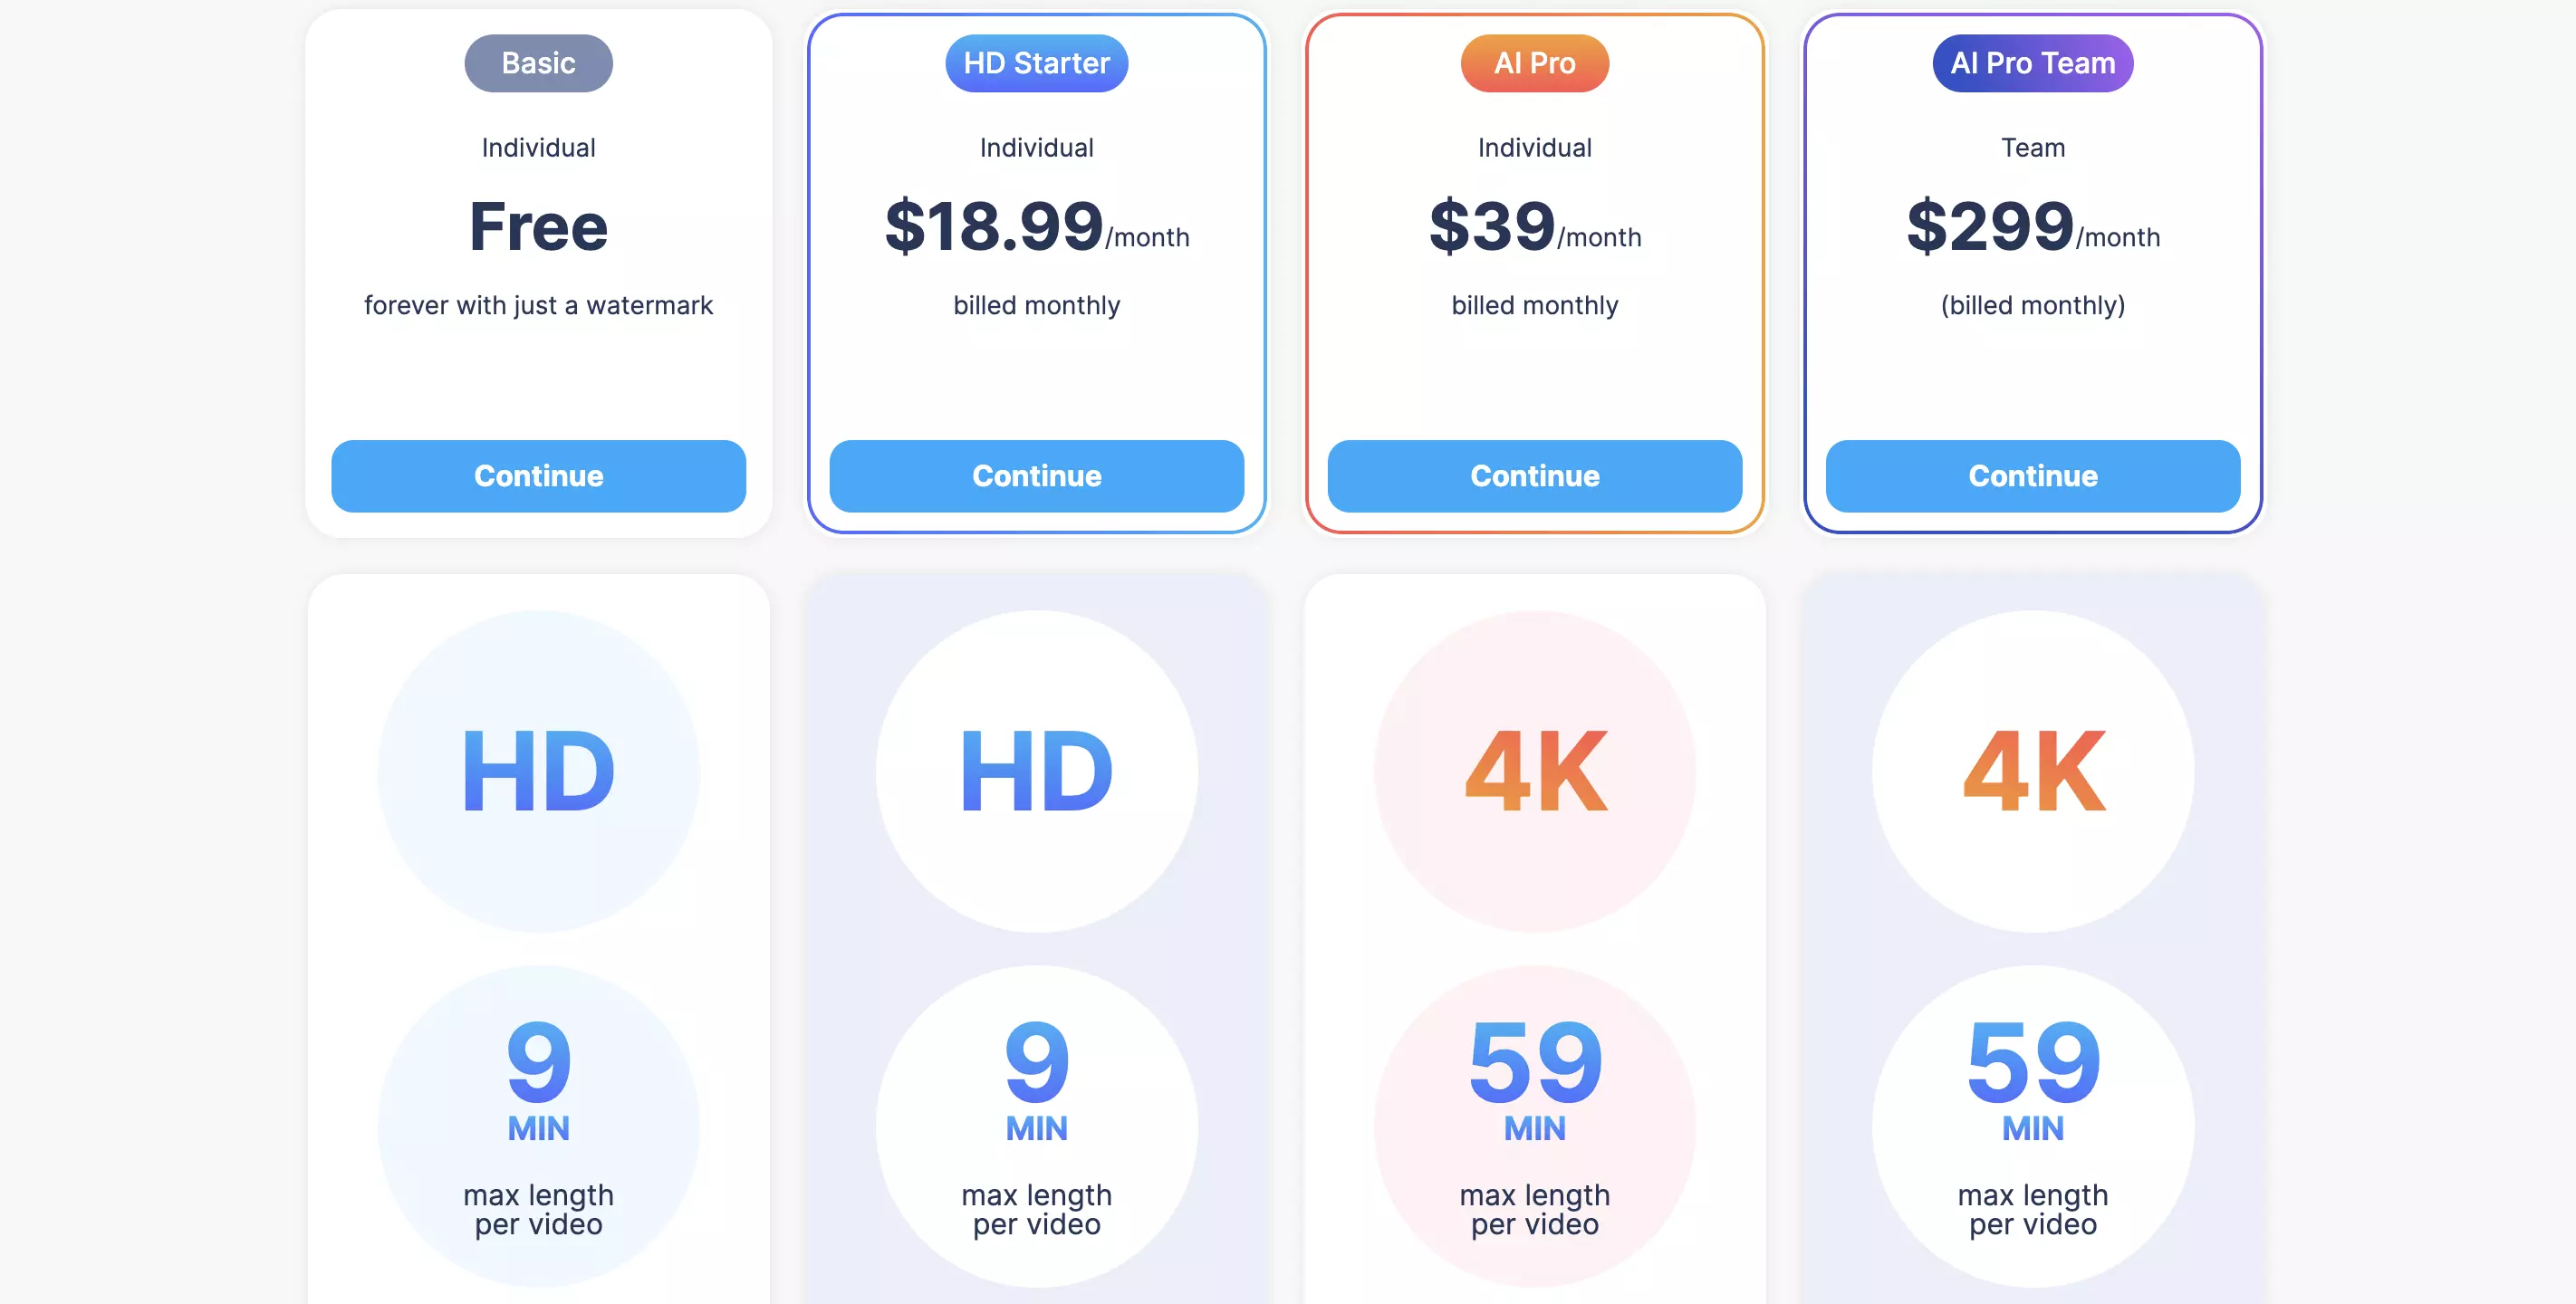 Basic
Individual
Free
forever with just a watermark
Continue
HD Starter
Individual
$18.99/month
billed monthly
Continue
AI Pro
Individual
$39/month
billed monthly
Continue
AI Pro Team
Team
$299/month
(billed monthly)
Continue
HD
9
MIN
max length
per video
HD
9
MIN
max length
per video
4K
59
MIN
max length
per video
4K
59
MIN
max length
per video